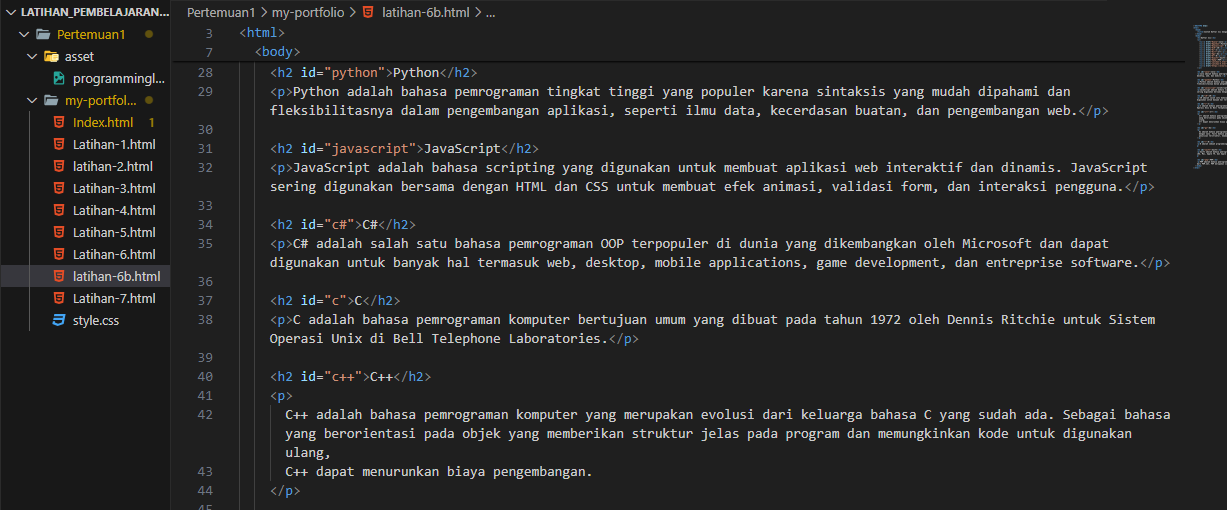 LATIHAN_PEMBELAJARAN...
Pertemuan1
asset
programmingl...
my-portfol...
Index.html 1
Latihan-1.html
latihan-2.html
Latihan-3.html
Latihan-4.html
Latihan-5.html
Latihan-6.html
latihan-6b.html
Latihan-7.html
style.css
Pertemuan1 > my-portfolio > latihan-6b.html > ...
3 <html>
7 <body>
28 <h2 id="python">Python</h2>
29 <p>Python adalah bahasa pemrograman tingkat tinggi yang populer karena sintaksis yang mudah dipahami dan
fleksibilitasnya dalam pengembangan aplikasi, seperti ilmu data, kecerdasan buatan, dan pengembangan web.</p>
30
31 <h2 id="javascript">JavaScript</h2>
32 <p>JavaScript adalah bahasa scripting yang digunakan untuk membuat aplikasi web interaktif dan dinamis. JavaScript
sering digunakan bersama dengan HTML dan CSS untuk membuat efek animasi, validasi form, dan interaksi pengguna.</p>
33
34 <h2 id="c#">C#</h2>
35 <p>C# adalah salah satu bahasa pemrograman OOP terpopuler di dunia yang dikembangkan oleh Microsoft dan dapat
digunakan untuk banyak hal termasuk web, desktop, mobile applications, game development, dan entreprise software.</p>
36
37 <h2 id="c">C</h2>
38 <p>C adalah bahasa pemrograman komputer bertujuan umum yang dibuat pada tahun 1972 oleh Dennis Ritchie untuk Sistem
Operasi Unix di Bell Telephone Laboratories.</p>
39
40 <h2 id="c++">C++</h2>
41 <p>
42 C++ adalah bahasa pemrograman komputer yang merupakan evolusi dari keluarga bahasa C yang sudah ada. Sebagai bahasa
yang berorientasi pada objek yang memberikan struktur jelas pada program dan memungkinkan kode untuk digunakan
ulang,
43 C++ dapat menurunkan biaya pengembangan.
44 </p>
45